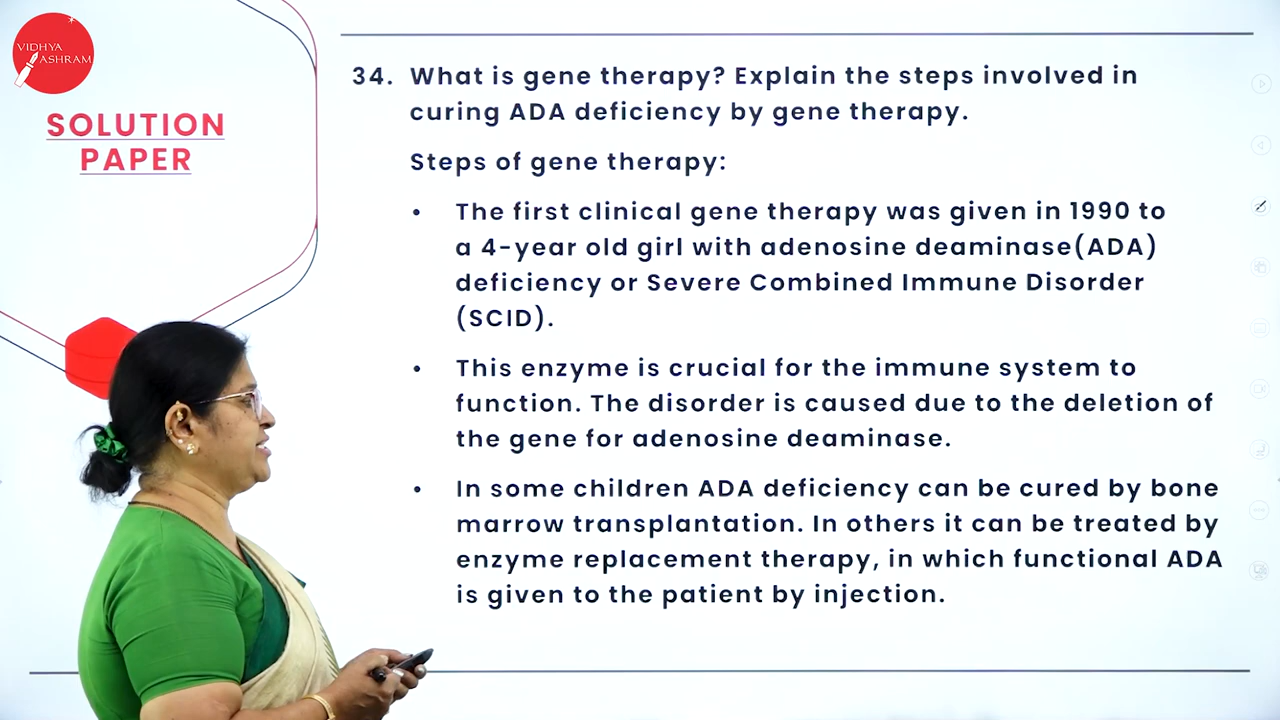 VIDHYA
ASHRAM
SOLUTION
PAPER
34. What is gene therapy? Explain the steps involved in
curing ADA deficiency by gene therapy.
Steps of gene therapy:
• The first clinical gene therapy was given in 1990 to
a 4-year old girl with adenosine deaminase(ADA)
deficiency or Severe Combined Immune Disorder
(SCID).
• This enzyme is crucial for the immune system to
function. The disorder is caused due to the deletion of
the gene for adenosine deaminase.
• In some children ADA deficiency can be cured by bone
marrow transplantation. In others it can be treated by
enzyme replacement therapy, in which functional ADA
is given to the patient by injection.